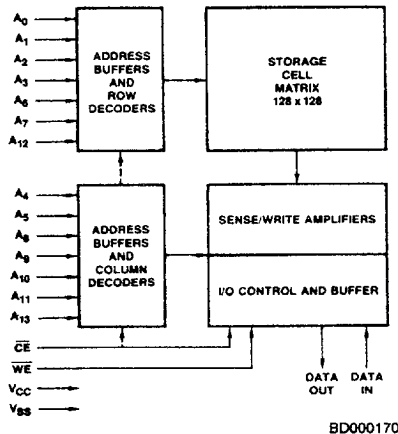 A0
A1
A2
A3
A6
A7
A12
ADDRESS
BUFFERS
AND
ROW
DECODERS
STORAGE
CELL
MATRIX
128 x 128
A4
A5
A8
A9
A10
A11
A13
ADDRESS
BUFFERS
AND
COLUMN
DECODERS
SENSE/WRITE AMPLIFIERS
I/O CONTROL AND BUFFER
C̅E̅
W̅E̅
VCC
VSS
DATA
OUT
DATA
IN
BD000170